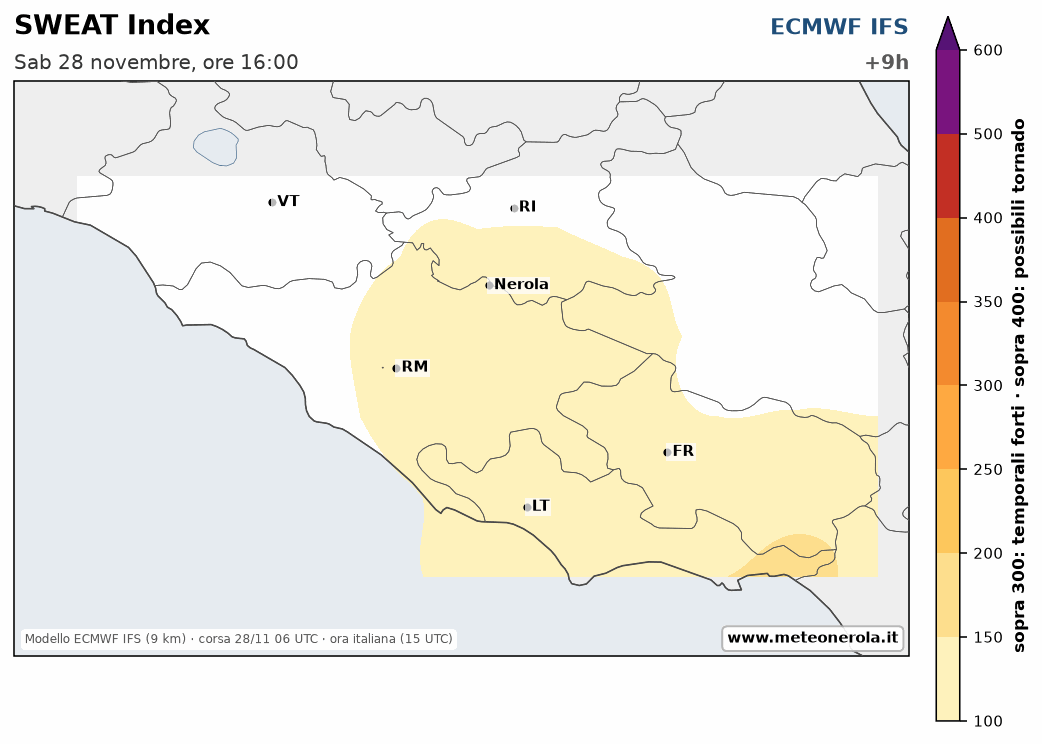 SWEAT Index
ECMWF IFS
Sab 28 novembre, ore 16:00
+9h
VT
RI
Nerola
RM
FR
LT
Modello ECMWF IFS (9 km) · corsa 28/11 06 UTC · ora italiana (15 UTC)
www.meteonerola.it
600
500
400
350
300
250
200
150
100
sopra 300: temporali forti · sopra 400: possibili tornado